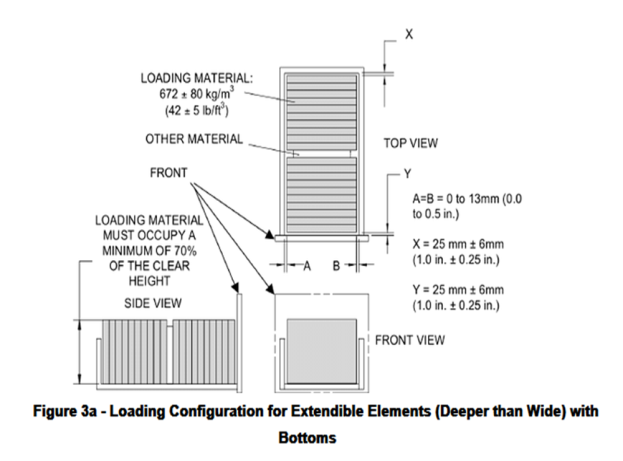 X
LOADING MATERIAL:
672 ± 80 kg/m³
(42 ± 5 lb/ft³)
OTHER MATERIAL
TOP VIEW
FRONT
Y
A=B = 0 to 13mm (0.0
to 0.5 in.)
LOADING MATERIAL
MUST OCCUPY A
MINIMUM OF 70%
OF THE CLEAR
HEIGHT
X = 25 mm ± 6mm
(1.0 in. ± 0.25 in.)
A B
Y = 25 mm ± 6mm
(1.0 in. ± 0.25 in.)
SIDE VIEW
FRONT VIEW
Figure 3a - Loading Configuration for Extendible Elements (Deeper than Wide) with
Bottoms